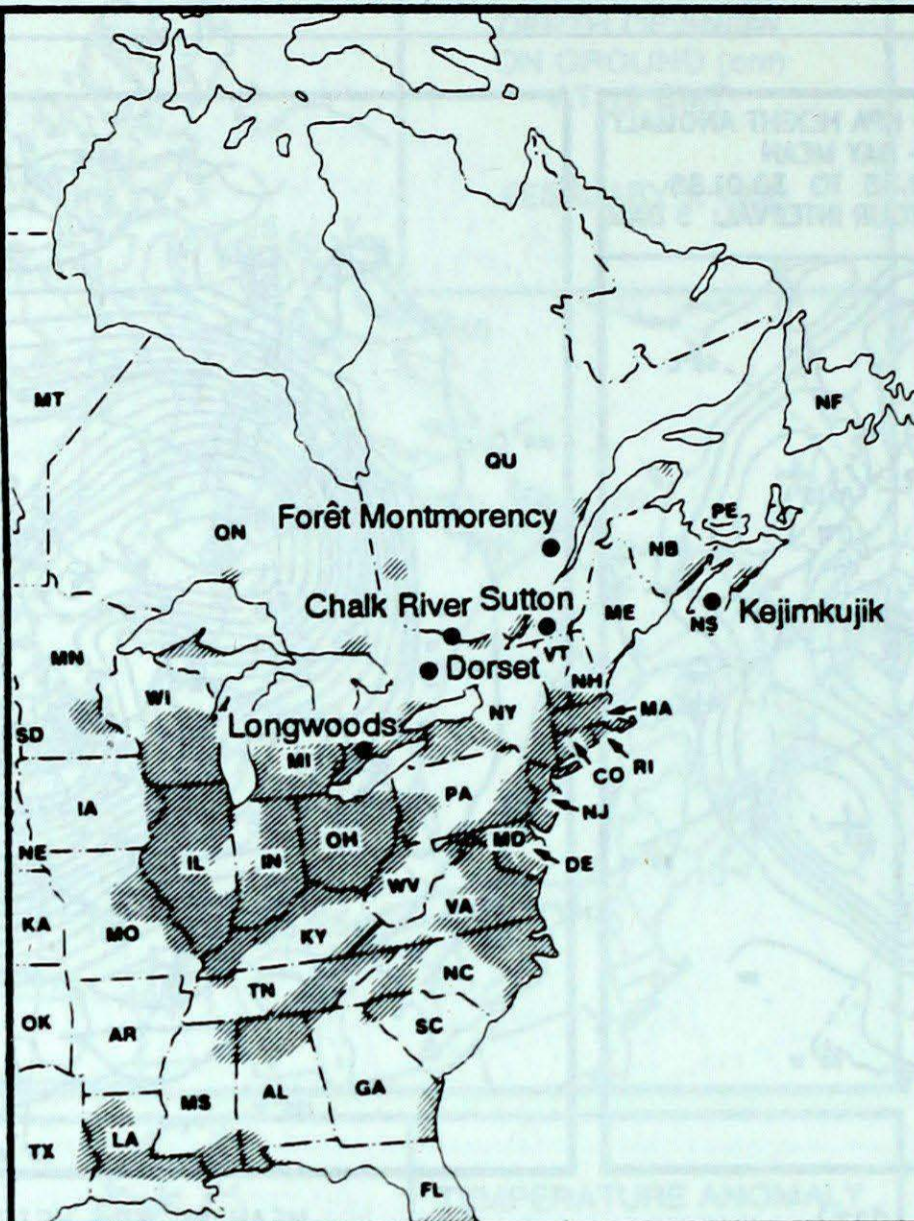 MT
NF
QU
Forêt Montmorency
ON
PE
NB
Chalk River
Sutton
ME
NS
Kejimkujik
MN
Dorset
VT
WI
NH
Longwoods
NY
MA
SD
MI
RI
CO
IA
PA
NJ
NE
IL
IN
OH
MD
DE
WV
KA
MO
VA
KY
TN
NC
OK
AR
SC
MS
AL
GA
LA
TX
FL